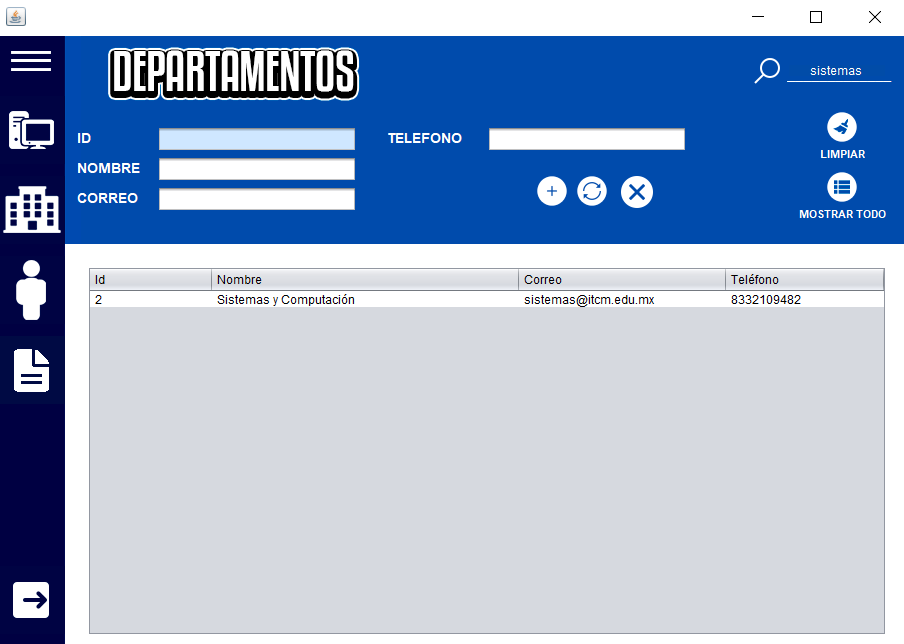 DEPARTAMENTOS
sistemas
ID
TELEFONO
LIMPIAR
NOMBRE
CORREO
MOSTRAR TODO
Id Nombre Correo Teléfono
2 Sistemas y Computación sistemas@itcm.edu.mx 8332109482